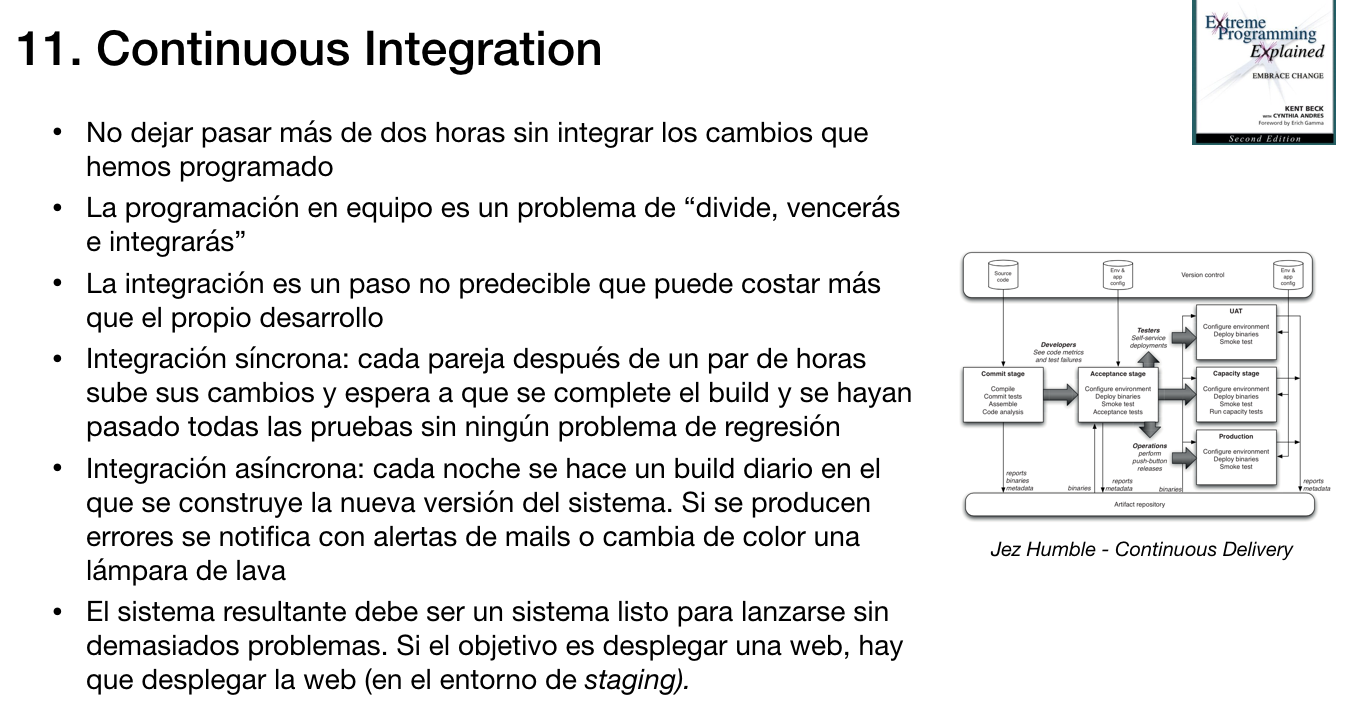 11. Continuous Integration
Extreme
Programming
Explained
EMBRACE CHANGE
KENT BECK
WITH CYNTHIA ANDRES
Foreword by Erich Gamma
Second Edition
• No dejar pasar más de dos horas sin integrar los cambios que
hemos programado
• La programación en equipo es un problema de “divide, vencerás
e integrarás”
• La integración es un paso no predecible que puede costar más
que el propio desarrollo
• Integración síncrona: cada pareja después de un par de horas
sube sus cambios y espera a que se complete el build y se hayan
pasado todas las pruebas sin ningún problema de regresión
• Integración asíncrona: cada noche se hace un build diario en el
que se construye la nueva versión del sistema. Si se producen
errores se notifica con alertas de mails o cambia de color una
lámpara de lava
• El sistema resultante debe ser un sistema listo para lanzarse sin
demasiados problemas. Si el objetivo es desplegar una web, hay
que desplegar la web (en el entorno de staging).
Source
code
Env &
app
config
Version control
Env &
app
config
Developers
See code metrics
and test failures
Testers
Self-service
deployments
UAT
Configure environment
Deploy binaries
Smoke test
Commit stage
Compile
Commit tests
Assemble
Code analysis
Acceptance stage
Configure environment
Deploy binaries
Smoke test
Acceptance tests
Capacity stage
Configure environment
Deploy binaries
Smoke test
Run capacity tests
Operations
perform
push-button
releases
Production
Configure environment
Deploy binaries
Smoke test
reports
binaries
metadata
binaries
reports
metadata
binaries
reports
metadata
Artifact repository
Jez Humble - Continuous Delivery